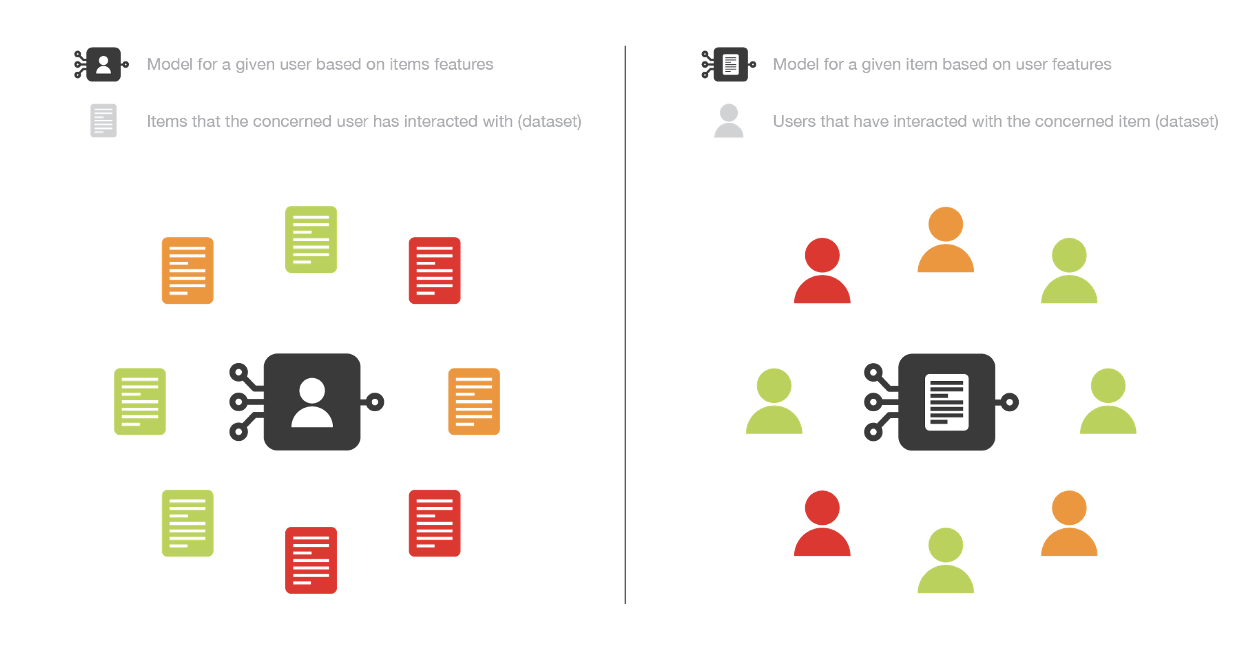 Model for a given user based on items features
Items that the concerned user has interacted with (dataset)
Model for a given item based on user features
Users that have interacted with the concerned item (dataset)